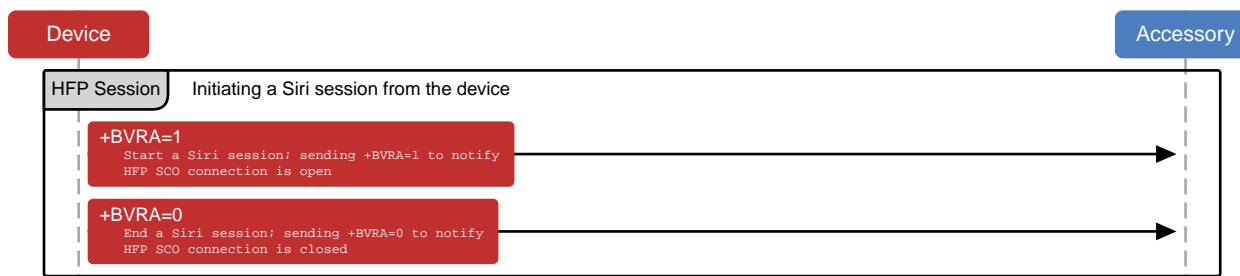 Device
Accessory
HFP Session
Initiating a Siri session from the device
+BVRA=1
Start a Siri session; sending +BVRA=1 to notify
HFP SCO connection is open
+BVRA=0
End a Siri session; sending +BVRA=0 to notify
HFP SCO connection is closed